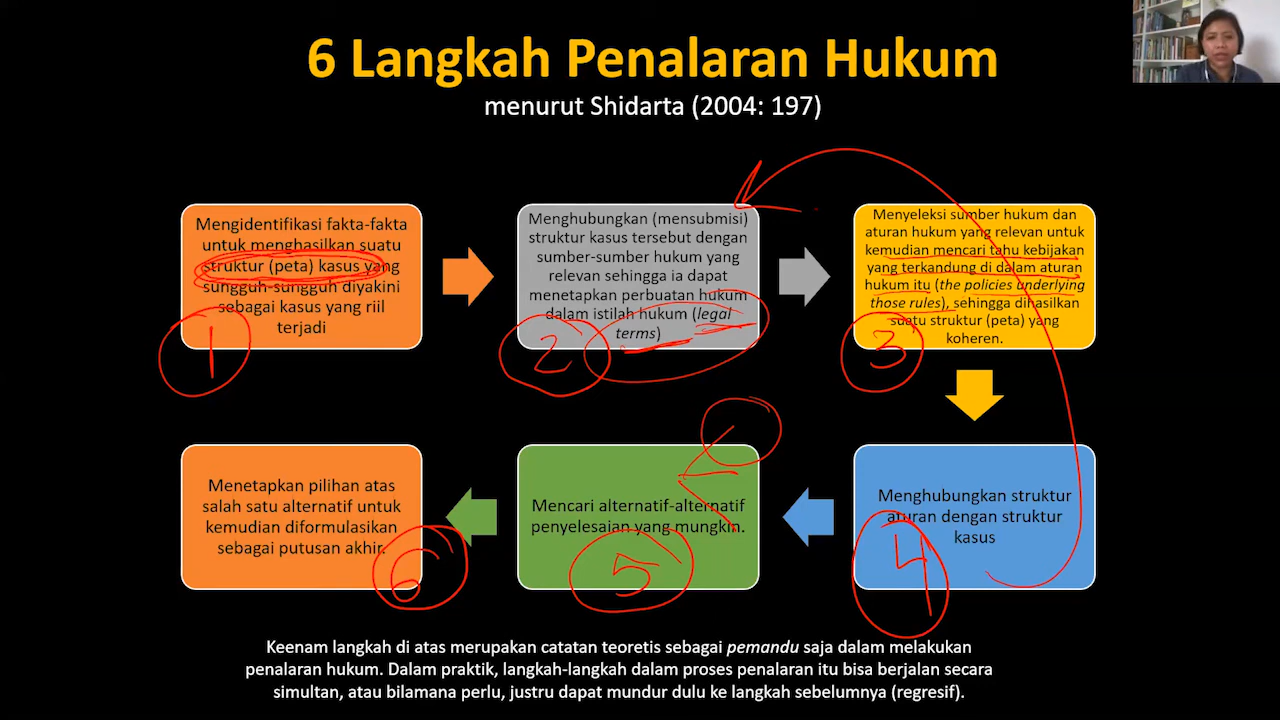 6 Langkah Penalaran Hukum
menurut Shidarta (2004: 197)
Mengidentifikasi fakta-fakta
untuk menghasilkan suatu
struktur (peta) kasus yang
sungguh-sungguh diyakini
sebagai kasus yang riil
terjadi
1
Menghubungkan (mensubmisi)
struktur kasus tersebut dengan
sumber-sumber hukum yang
relevan sehingga ia dapat
menetapkan perbuatan hukum
dalam istilah hukum (legal
terms)
2
Menyeleksi sumber hukum dan
aturan hukum yang relevan untuk
kemudian mencari tahu kebijakan
yang terkandung di dalam aturan
hukum itu (the policies underlying
those rules), sehingga dihasilkan
suatu struktur (peta) yang
koheren.
3
Menghubungkan struktur
aturan dengan struktur
kasus
4
Mencari alternatif-alternatif
penyelesaian yang mungkin.
5
Menetapkan pilihan atas
salah satu alternatif untuk
kemudian diformulasikan
sebagai putusan akhir.
6
Keenam langkah di atas merupakan catatan teoretis sebagai pemandu saja dalam melakukan
penalaran hukum. Dalam praktik, langkah-langkah dalam proses penalaran itu bisa berjalan secara
simultan, atau bilamana perlu, justru dapat mundur dulu ke langkah sebelumnya (regresif).